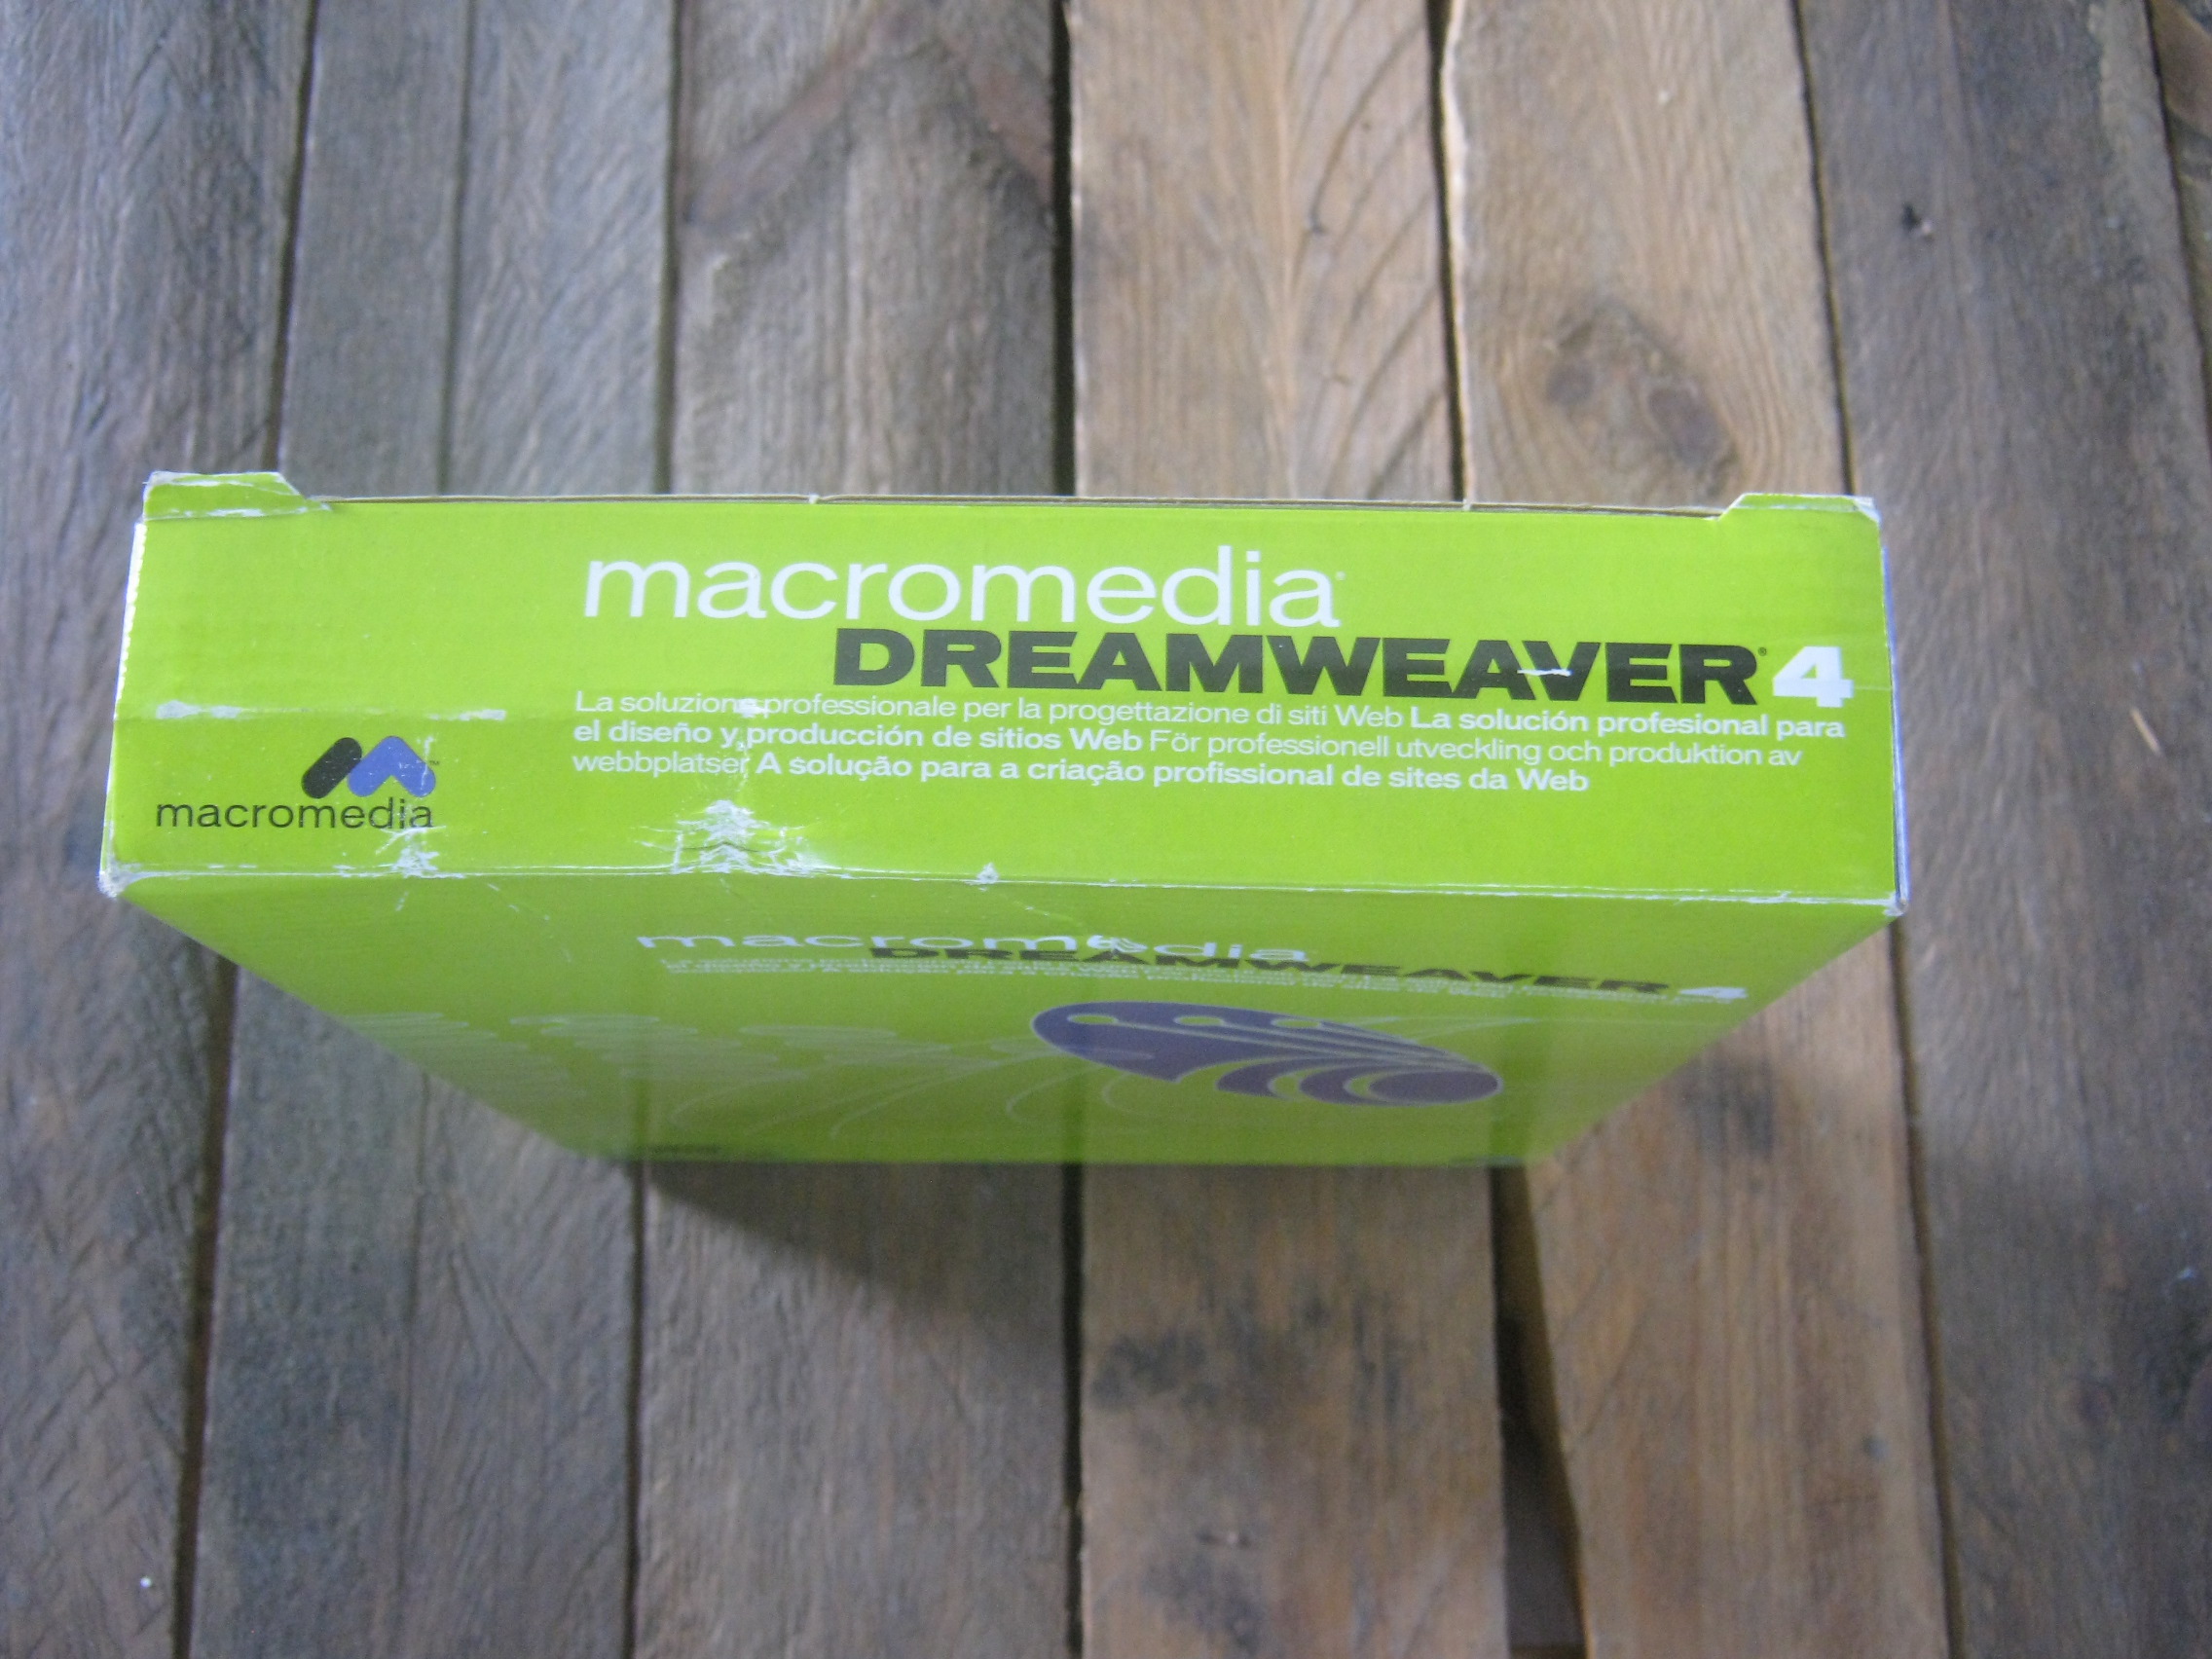 macromedia®
DREAMWEAVER® 4
La soluzione professionale per la progettazione di siti Web La solución profesional para
el diseño y producción de sitios Web För professionell utveckling och produktion av
webbplatser A solução para a criação profissional de sites da Web
macromedia™
macromedia
DREAMWEAVER 4